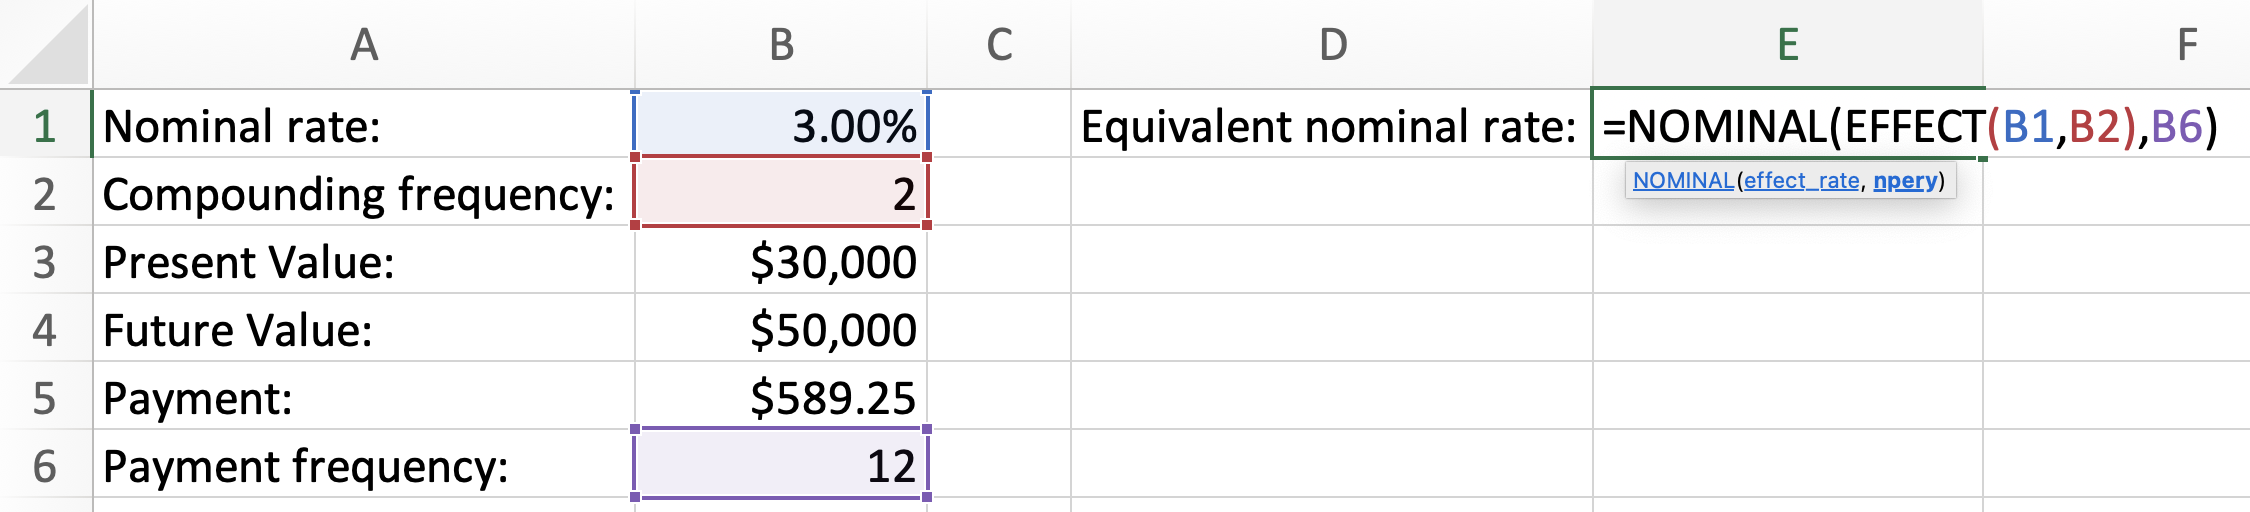 A B C D E F
1 Nominal rate: 3.00% Equivalent nominal rate: =NOMINAL(EFFECT(B1,B2),B6)
NOMINAL(effect_rate, npery)
2 Compounding frequency: 2
3 Present Value: $30,000
4 Future Value: $50,000
5 Payment: $589.25
6 Payment frequency: 12